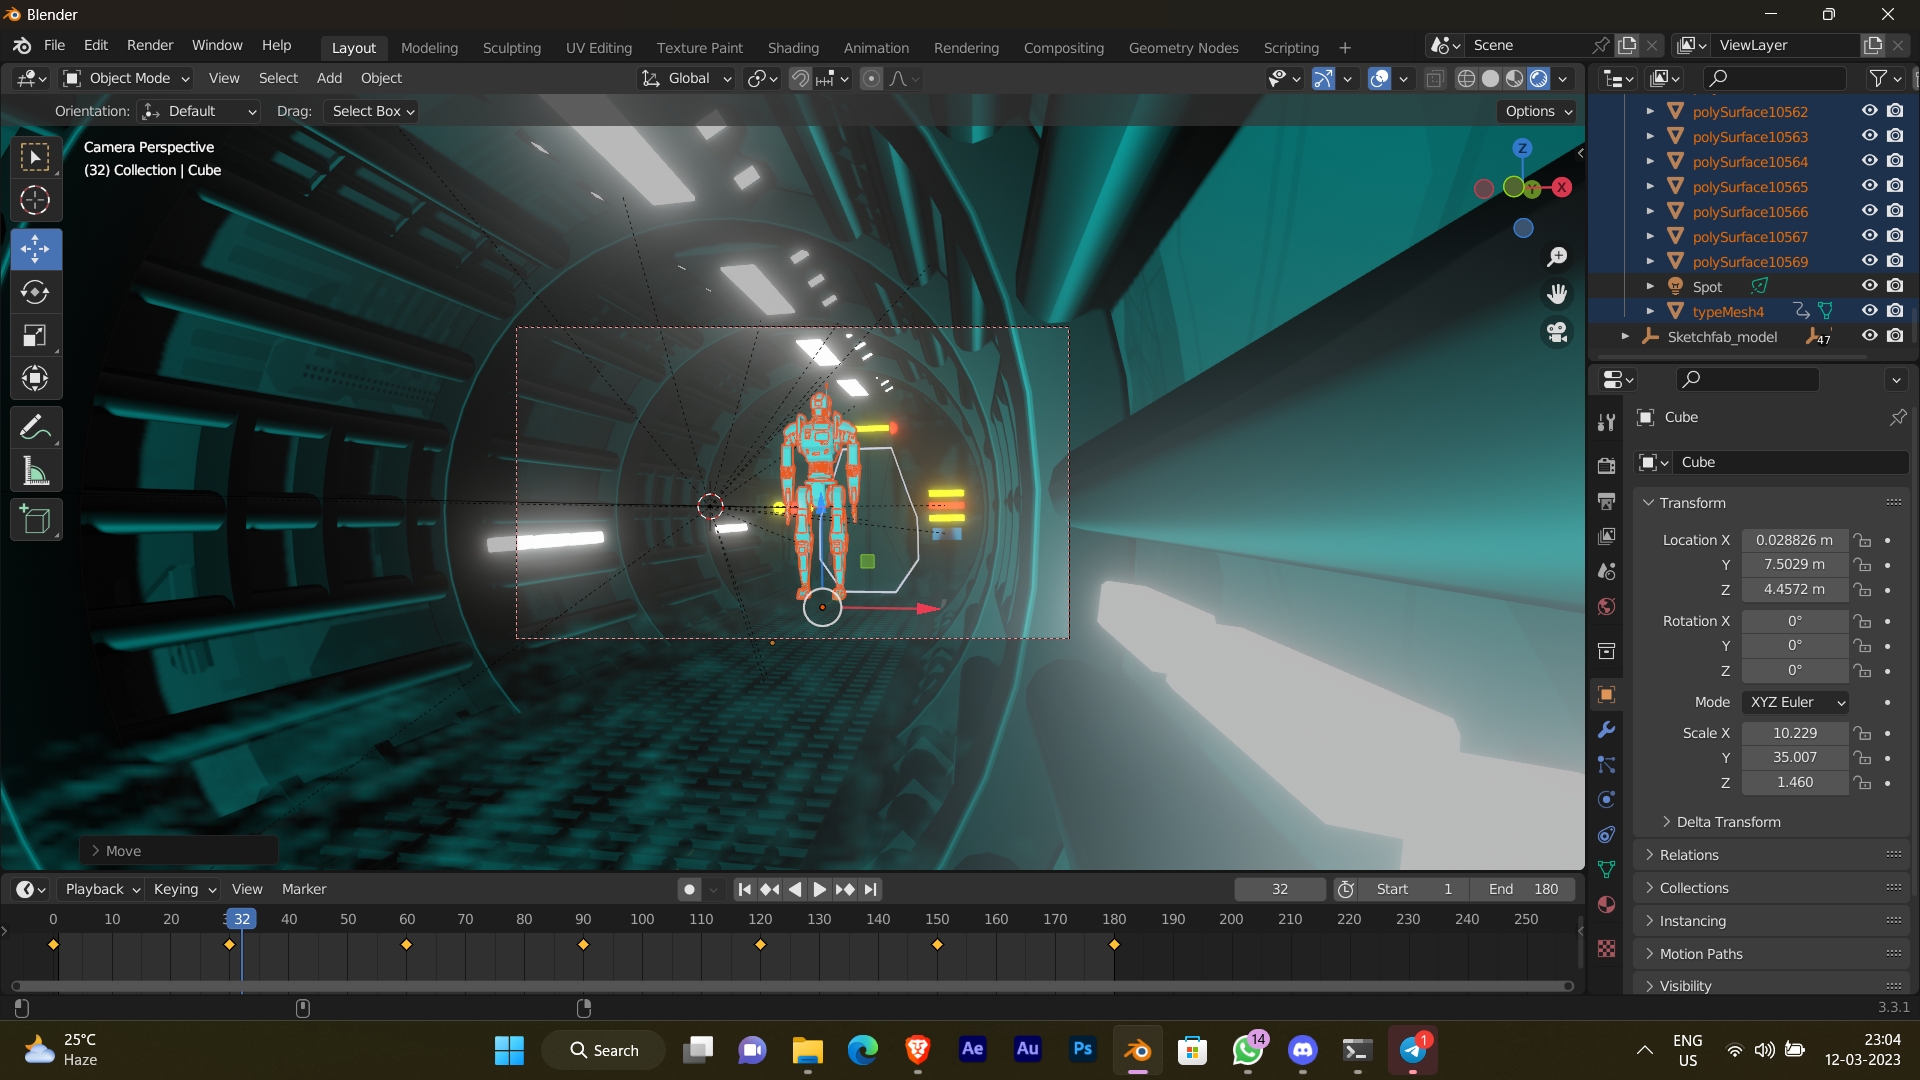 Blender
File Edit Render Window Help
Layout Modeling Sculpting UV Editing Texture Paint Shading Animation Rendering Compositing Geometry Nodes Scripting +
Scene
ViewLayer
Object Mode View Select Add Object
Global
Orientation: Default Drag: Select Box
Options
Camera Perspective
(32) Collection | Cube
Z
X
Y
Move
polySurface10562
polySurface10563
polySurface10564
polySurface10565
polySurface10566
polySurface10567
polySurface10569
Spot
typeMesh4
Sketchfab_model 47
Cube
Cube
Transform
Location X 0.028826 m
Y 7.5029 m
Z 4.4572 m
Rotation X 0°
Y 0°
Z 0°
Mode XYZ Euler
Scale X 10.229
Y 35.007
Z 1.460
Delta Transform
Relations
Collections
Instancing
Motion Paths
Visibility
Playback Keying View Marker
32 Start 1 End 180
0 10 20 32 40 50 60 70 80 90 100 110 120 130 140 150 160 170 180 190 200 210 220 230 240 250
3.3.1
25°C
Haze
Search
Ae Au Ps
14
1
ENG
US
23:04
12-03-2023